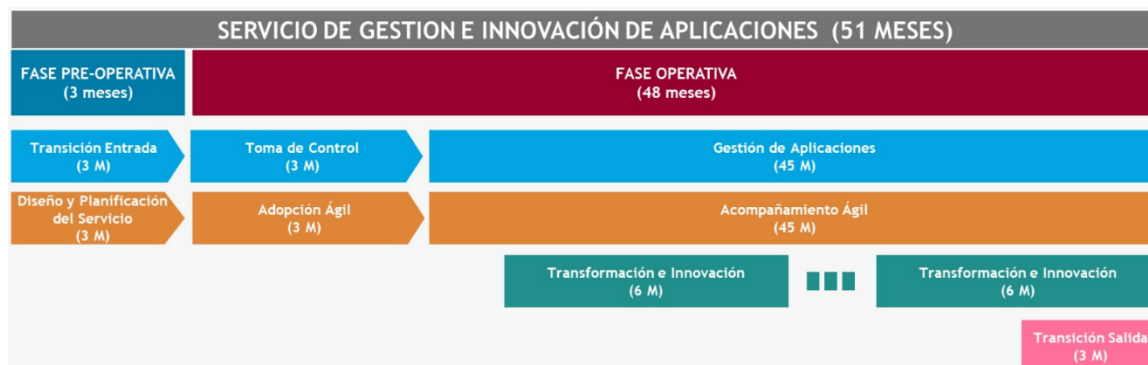 SERVICIO DE GESTION E INNOVACIÓN DE APLICACIONES (51 MESES)
FASE PRE-OPERATIVA
(3 meses)
FASE OPERATIVA
(48 meses)
Transición Entrada
(3 M)
Toma de Control
(3 M)
Gestión de Aplicaciones
(45 M)
Diseño y Planificación
del Servicio
(3 M)
Adopción Ágil
(3 M)
Acompañamiento Ágil
(45 M)
Transformación e Innovación
(6 M)
Transformación e Innovación
(6 M)
Transición Salida
(3 M)